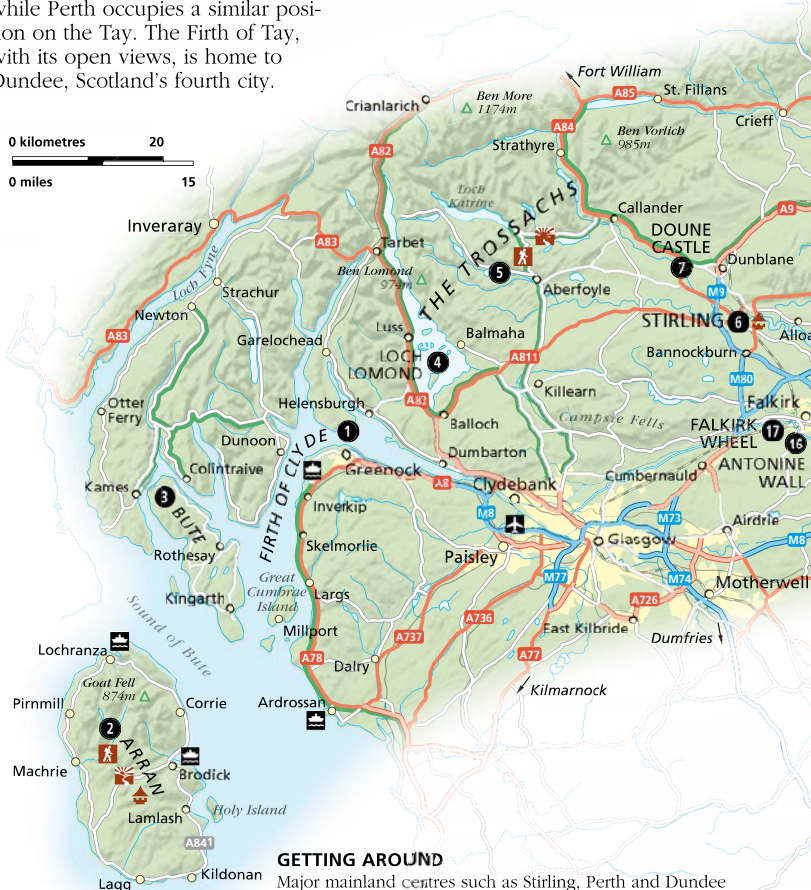 while Perth occupies a similar posi-
ion on the Tay. The Firth of Tay,
with its open views, is home to
Dundee, Scotland's fourth city.
0 kilometres 20
0 miles 15
Fort William
Crianlarich
Ben More
1174m
A85
St. Fillans
Crieff
A84
Ben Vorlich
985m
A82
Strathyre
Loch
Katrine
Callander
A9
Inveraray
A83
Tarbet
THE TROSSACHS
DOUNE
CASTLE
7
Dunblane
Loch Fyne
Ben Lomond
974m
5
Aberfoyle
M9
Strachur
Newton
STIRLING 6
A83
Garelochead
Luss
Balmaha
Alloa
LOCH
LOMOND
4
A811
Bannockburn
M80
Otter
Ferry
Helensburgh
A82
Killearn
Falkirk
Balloch
Campsie Fells
FALKIRK
WHEEL
17
16
Dunoon
1
FIRTH OF CLYDE
Dumbarton
Colintraive
Greenock
Clydebank
Cumbernauld
ANTONINE
WALL
Kames
3
BUTE
Inverkip
A8
M8
M73
Airdrie
Skelmorlie
Glasgow
M8
Rothesay
Paisley
Great
Cumbrae
Island
Largs
M77
M74
Motherwell
Kingarth
A726
Sound of Bute
Millport
A737
A736
East Kilbride
Dumfries
Lochranza
A78
Dalry
A77
Goat Fell
874m
Kilmarnock
Pirnmill
Corrie
Ardrossan
2
ARRAN
Machrie
Brodick
Holy Island
Lamlash
A841
Kildonan
Lagg
GETTING AROUND
Major mainland centres such as Stirling, Perth and Dundee